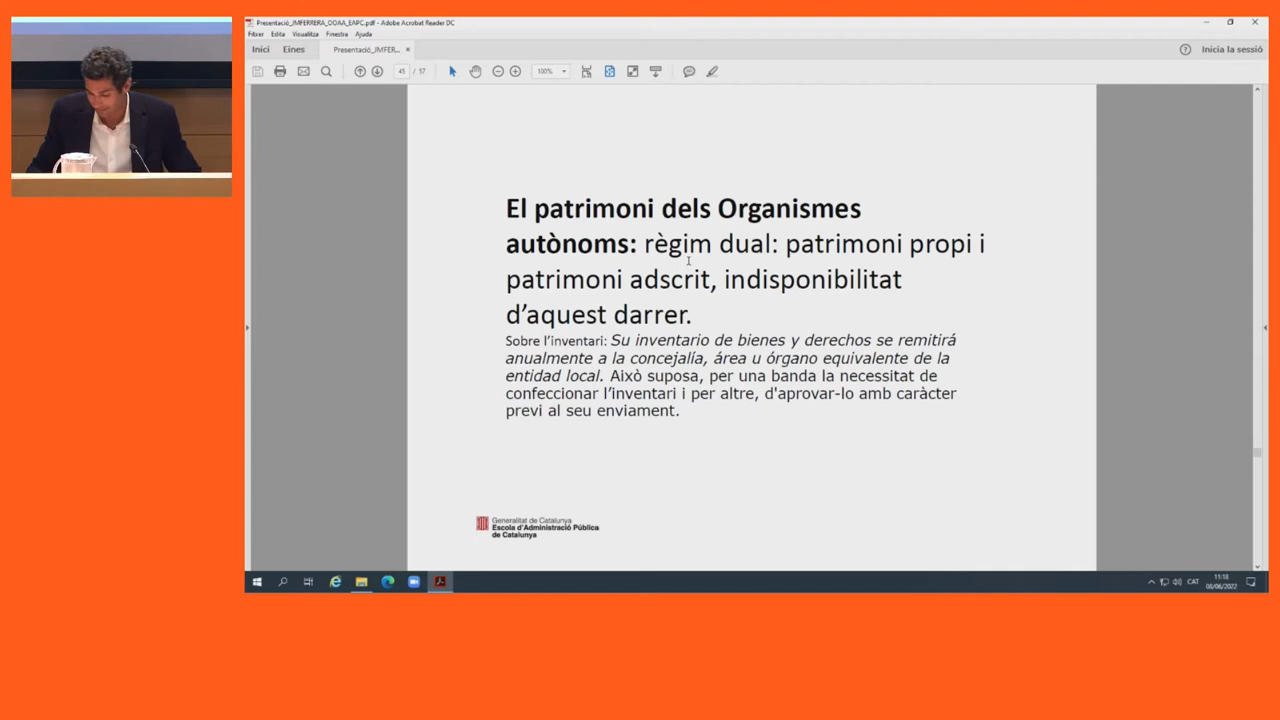 Presentació_JMFERRERA_OOAA_EAPC.pdf - Adobe Acrobat Reader DC
Fitxer Edita Visualitza Finestra Ajuda
Inici Eines Presentació_JMFER... × Inicia la sessió
45 / 57 100%
El patrimoni dels Organismes
autònoms: règim dual: patrimoni propi i
patrimoni adscrit, indisponibilitat
d’aquest darrer.
Sobre l’inventari: Su inventario de bienes y derechos se remitirá
anualmente a la concejalía, área u órgano equivalente de la
entidad local. Això suposa, per una banda la necessitat de
confeccionar l’inventari i per altre, d'aprovar-lo amb caràcter
previ al seu enviament.
Generalitat de Catalunya
Escola d’Administració Pública
de Catalunya
CAT
11:18
08/06/2022